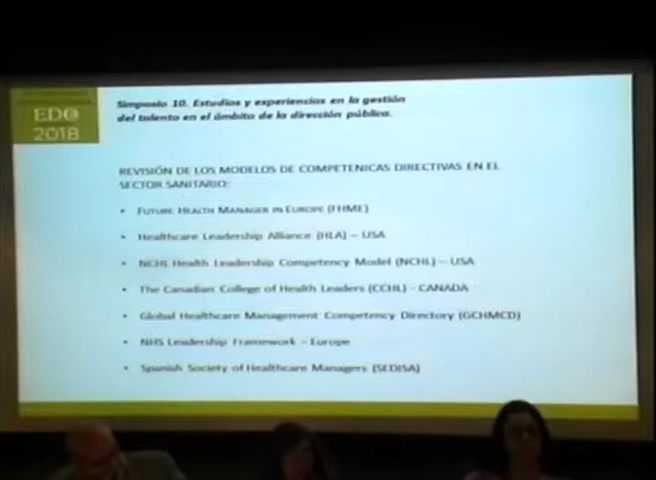 EDO
2018
Simposio 10. Estudios y experiencias en la gestión
del talento en el ámbito de la dirección pública.
REVISIÓN DE LOS MODELOS DE COMPETENICAS DIRECTIVAS EN EL
SECTOR SANITARIO:
• FUTURE HEALTH MANAGER IN EUROPE (FHME)
• Healthcare Leadership Alliance (HLA) – USA
• NCHL Health Leadership Competency Model (NCHL) – USA
• The Canadian College of Health Leaders (CCHL) - CANADA
• Global Healthcare Management Competency Directory (GCHMCD)
• NHS Leadership Framework – Europe
• Spanish Society of Healthcare Managers (SEDISA)